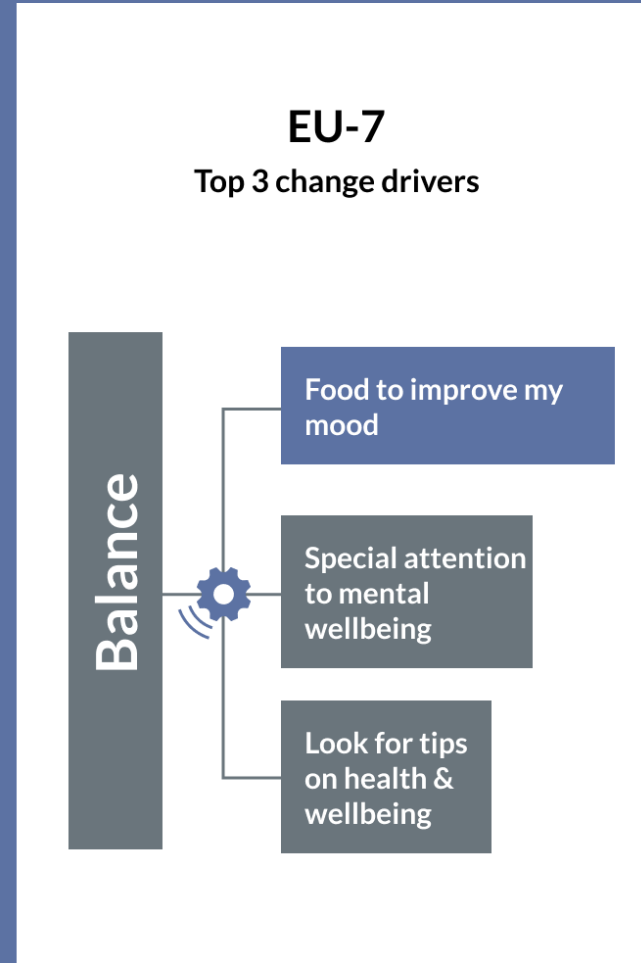 EU-7
Top 3 change drivers
Balance
Food to improve my
mood
Special attention
to mental
wellbeing
Look for tips
on health &
wellbeing